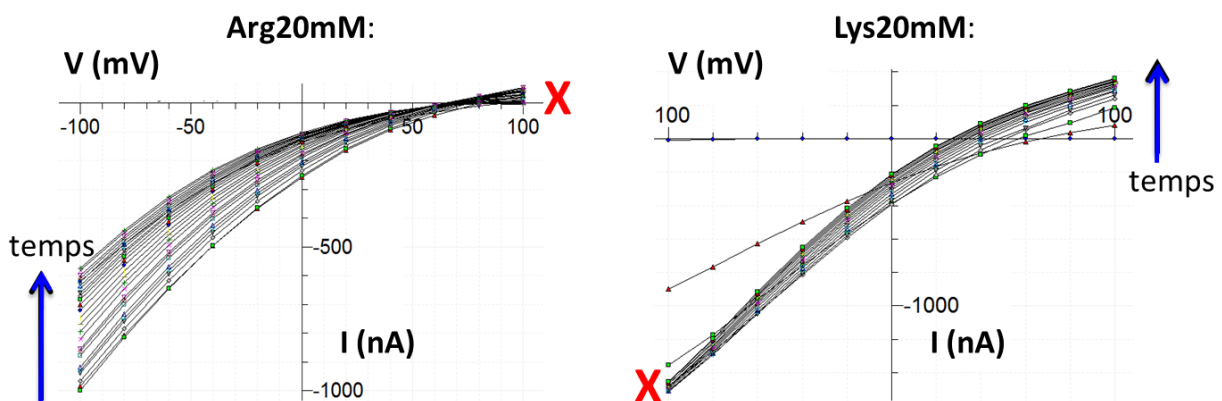 Arg20mM:
V (mV)
X
-100
-50
50
100
temps
-500
I (nA)
-1000
Lys20mM:
V (mV)
100
100
temps
-1000
I (nA)
X